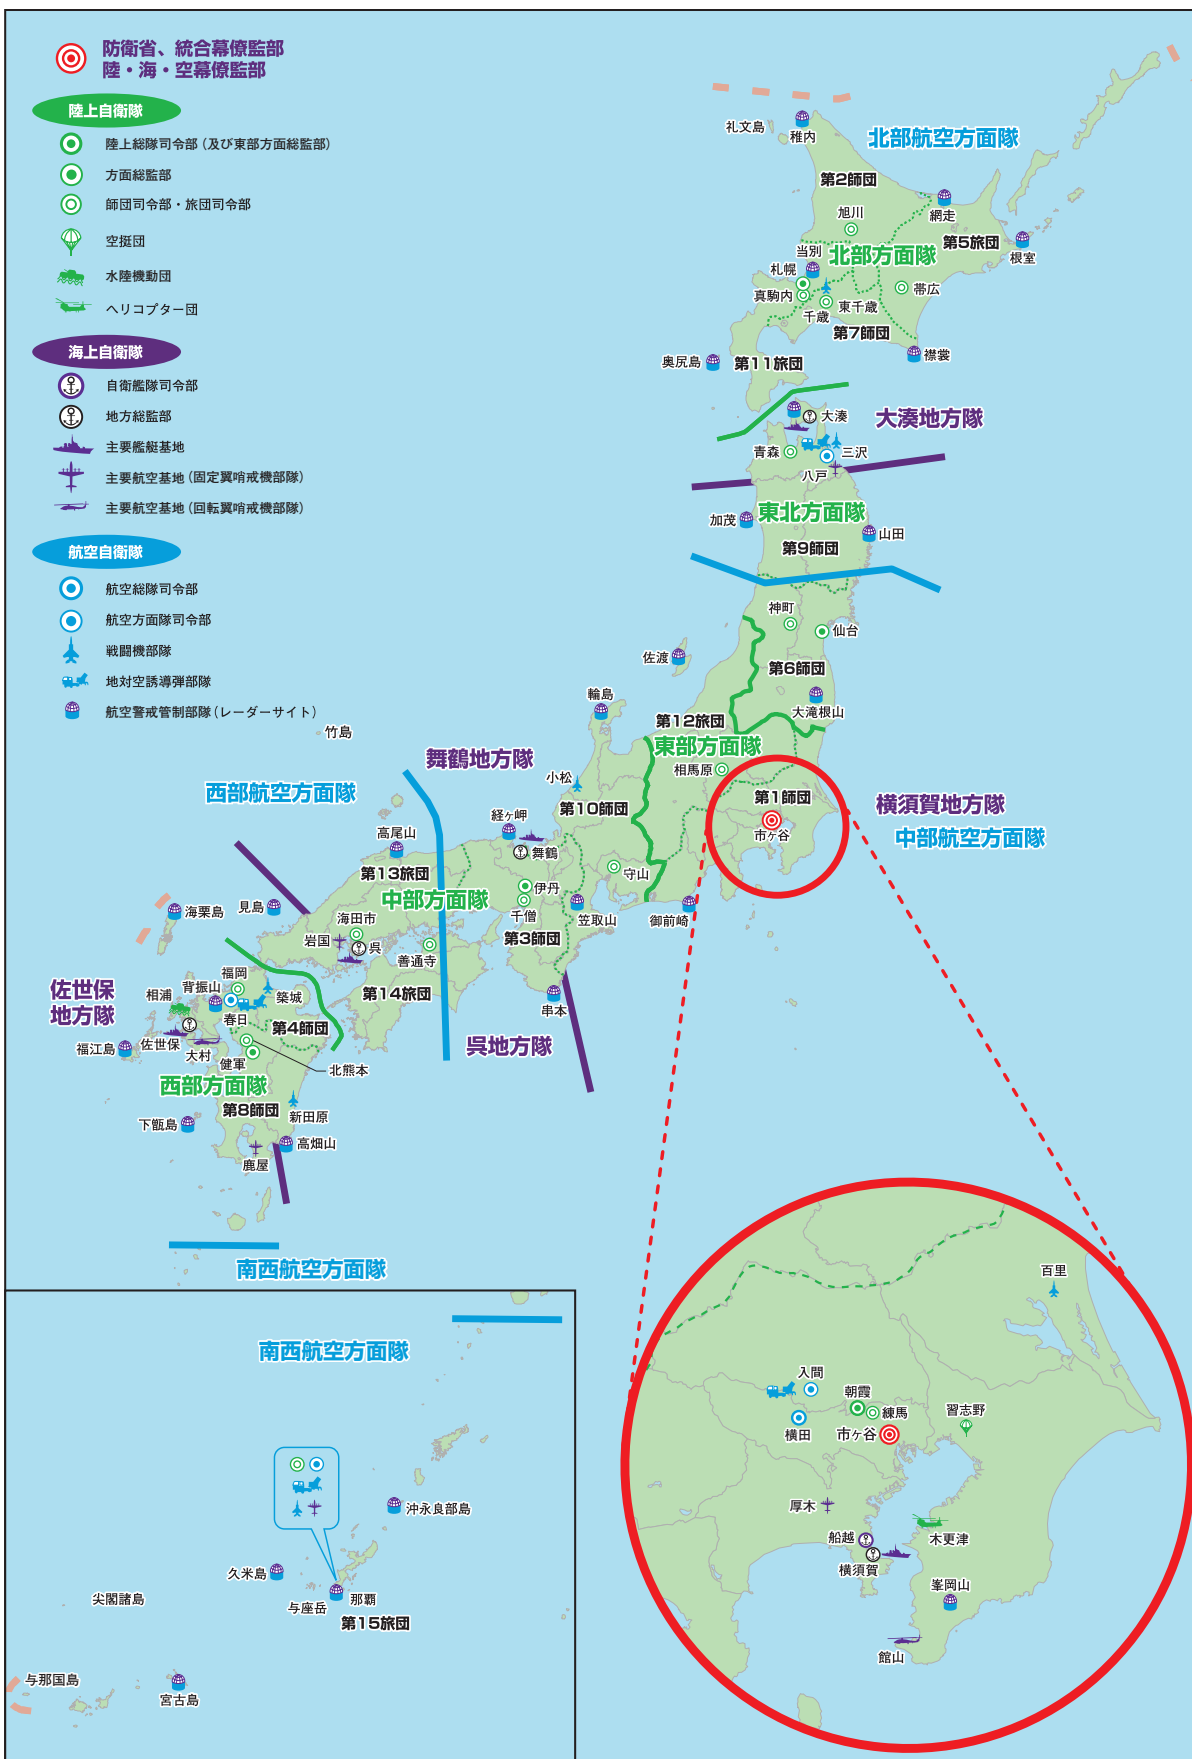 防衛省、統合幕僚監部
陸・海・空幕僚監部
陸上自衛隊
陸上総隊司令部（及び東部方面総監部）
方面総監部
師団司令部・旅団司令部
空挺団
水陸機動団
ヘリコプター団
海上自衛隊
自衛艦隊司令部
地方総監部
主要艦艇基地
主要航空基地（固定翼哨戒機部隊）
主要航空基地（回転翼哨戒機部隊）
航空自衛隊
航空総隊司令部
航空方面隊司令部
戦闘機部隊
地対空誘導弾部隊
航空警戒管制部隊（レーダーサイト）
礼文島
稚内
北部航空方面隊
第2師団
網走
旭川
第5旅団
根室
当別
北部方面隊
札幌
真駒内
帯広
東千歳
千歳
第7師団
襟裳
奥尻島
第11旅団
大湊
大湊地方隊
青森
三沢
八戸
東北方面隊
加茂
山田
第9師団
神町
仙台
佐渡
第6師団
輪島
大滝根山
第12旅団
竹島
東部方面隊
舞鶴地方隊
相馬原
小松
西部航空方面隊
第1師団
横須賀地方隊
第10師団
経ヶ岬
市ヶ谷
中部航空方面隊
高尾山
舞鶴
第13旅団
守山
中部方面隊
伊丹
海栗島
見島
海田市
千僧
笠取山
御前崎
岩国
呉
第3師団
善通寺
福岡
佐世保
地方隊
相浦
背振山
築城
第14旅団
串本
春日
第4師団
福江島
佐世保
大村
呉地方隊
健軍
北熊本
西部方面隊
第8師団
新田原
下甑島
高畑山
鹿屋
南西航空方面隊
南西航空方面隊
沖永良部島
久米島
尖閣諸島
与座岳
那覇
第15旅団
与那国島
宮古島
百里
入間
朝霞
練馬
習志野
横田
市ヶ谷
厚木
船越
木更津
横須賀
峯岡山
館山